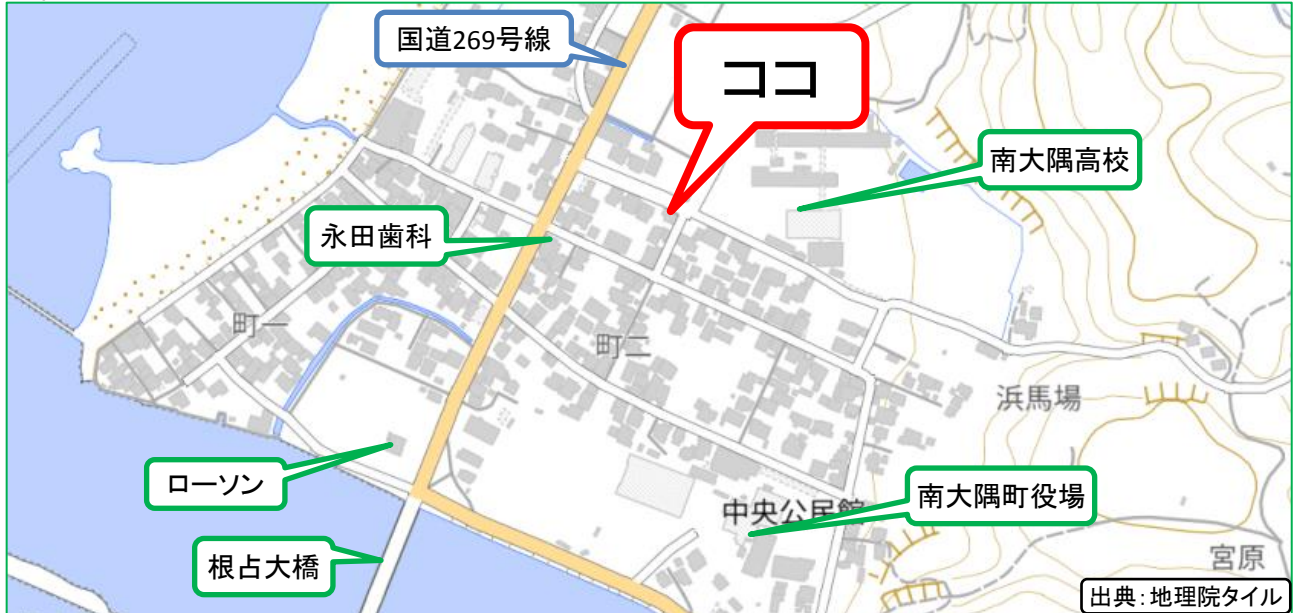 国道269号線
ココ
南大隅高校
永田歯科
町一
町二
浜馬場
ローソン
中央公民館
南大隅町役場
根占大橋
宮原
出典:地理院タイル